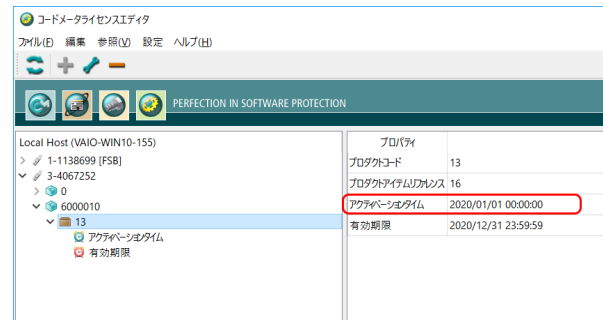 コードメータライセンスエディタ
ファイル(F) 編集 参照(V) 設定 ヘルプ(H)
PERFECTION IN SOFTWARE PROTECTION
Local Host (VAIO-WIN10-155)
1-1138699 [FSB]
3-4067252
0
6000010
13
アクティベーションタイム
有効期限
プロパティ
プロダクトコード 13
プロダクトアイテムリファレンス 16
アクティベーションタイム 2020/01/01 00:00:00
有効期限 2020/12/31 23:59:59